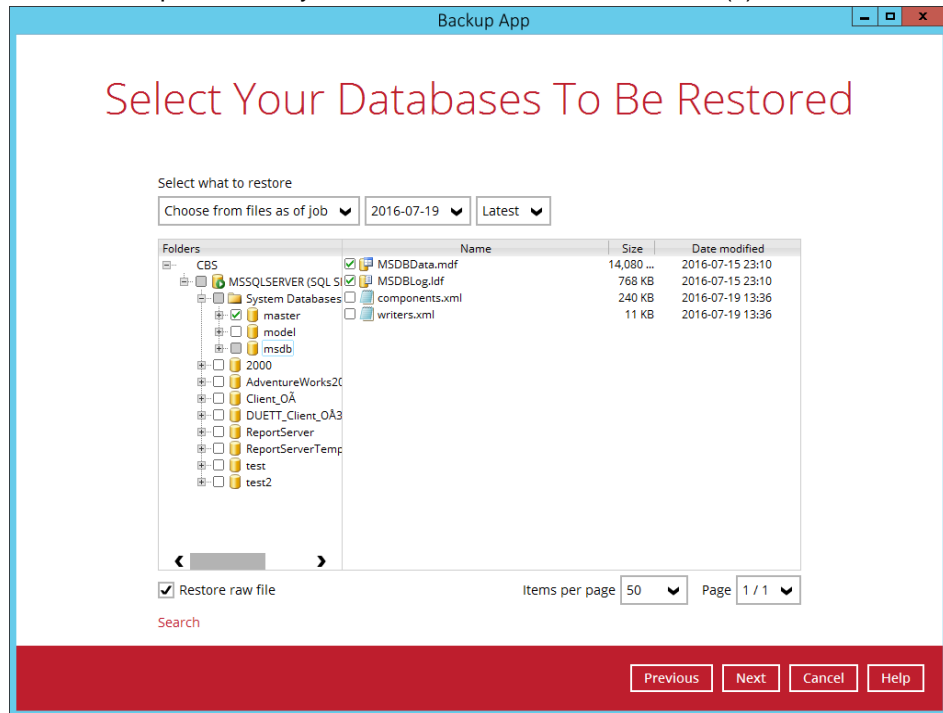 Backup App
Select Your Databases To Be Restored
Select what to restore
Choose from files as of job
2016-07-19
Latest
Folders
Name
Size
Date modified
CBS
MSSQLSERVER (SQL S
System Databases
master
model
msdb
2000
AdventureWorks20
Client_OÃ
DUETT_Client_OÅ3
ReportServer
ReportServerTemp
test
test2
MSDBData.mdf 14,080 ... 2016-07-15 23:10
MSDBLog.ldf 768 KB 2016-07-15 23:10
components.xml 240 KB 2016-07-19 13:36
writers.xml 11 KB 2016-07-19 13:36
Restore raw file
Items per page 50 Page 1 / 1
Search
Previous Next Cancel Help